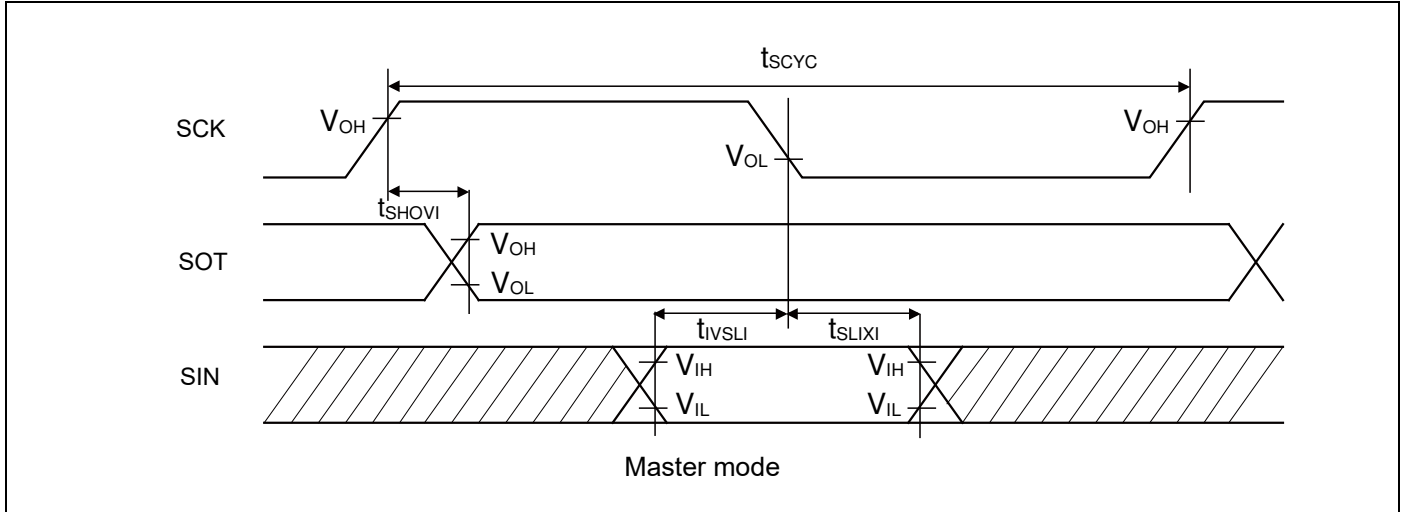 tSCYC
SCK
VOH
VOH
VOL
tSHOVI
SOT
VOH
VOL
tIVSLI
tSLIXI
SIN
VIH
VIH
VIL
VIL
Master mode